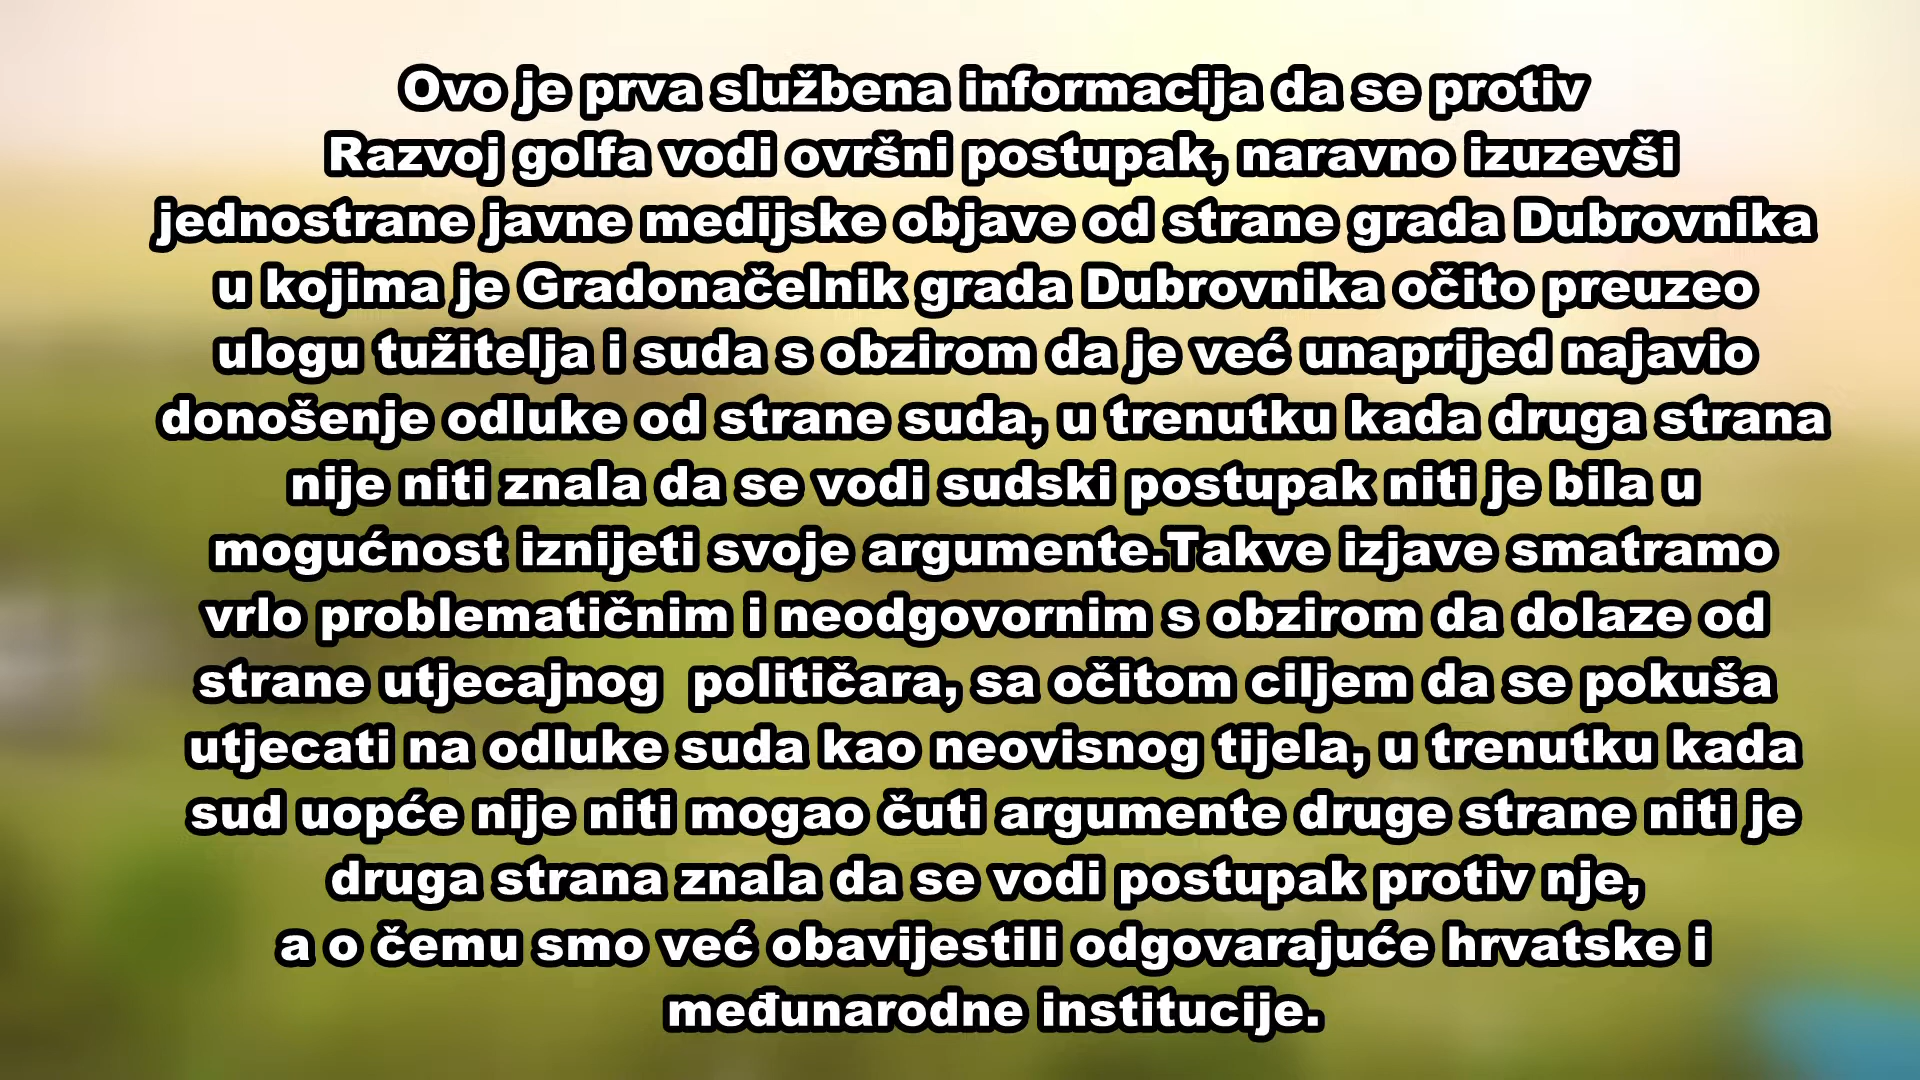 Ovo je prva službena informacija da se protiv
Razvoj golfa vodi ovršni postupak, naravno izuzevši
jednostrane javne medijske objave od strane grada Dubrovnika
u kojima je Gradonačelnik grada Dubrovnika očito preuzeo
ulogu tužitelja i suda s obzirom da je već unaprijed najavio
donošenje odluke od strane suda, u trenutku kada druga strana
nije niti znala da se vodi sudski postupak niti je bila u
mogućnost iznijeti svoje argumente.Takve izjave smatramo
vrlo problematičnim i neodgovornim s obzirom da dolaze od
strane utjecajnog  političara, sa očitom ciljem da se pokuša
utjecati na odluke suda kao neovisnog tijela, u trenutku kada
sud uopće nije niti mogao čuti argumente druge strane niti je
druga strana znala da se vodi postupak protiv nje,
a o čemu smo već obavijestili odgovarajuće hrvatske i
međunarodne institucije.